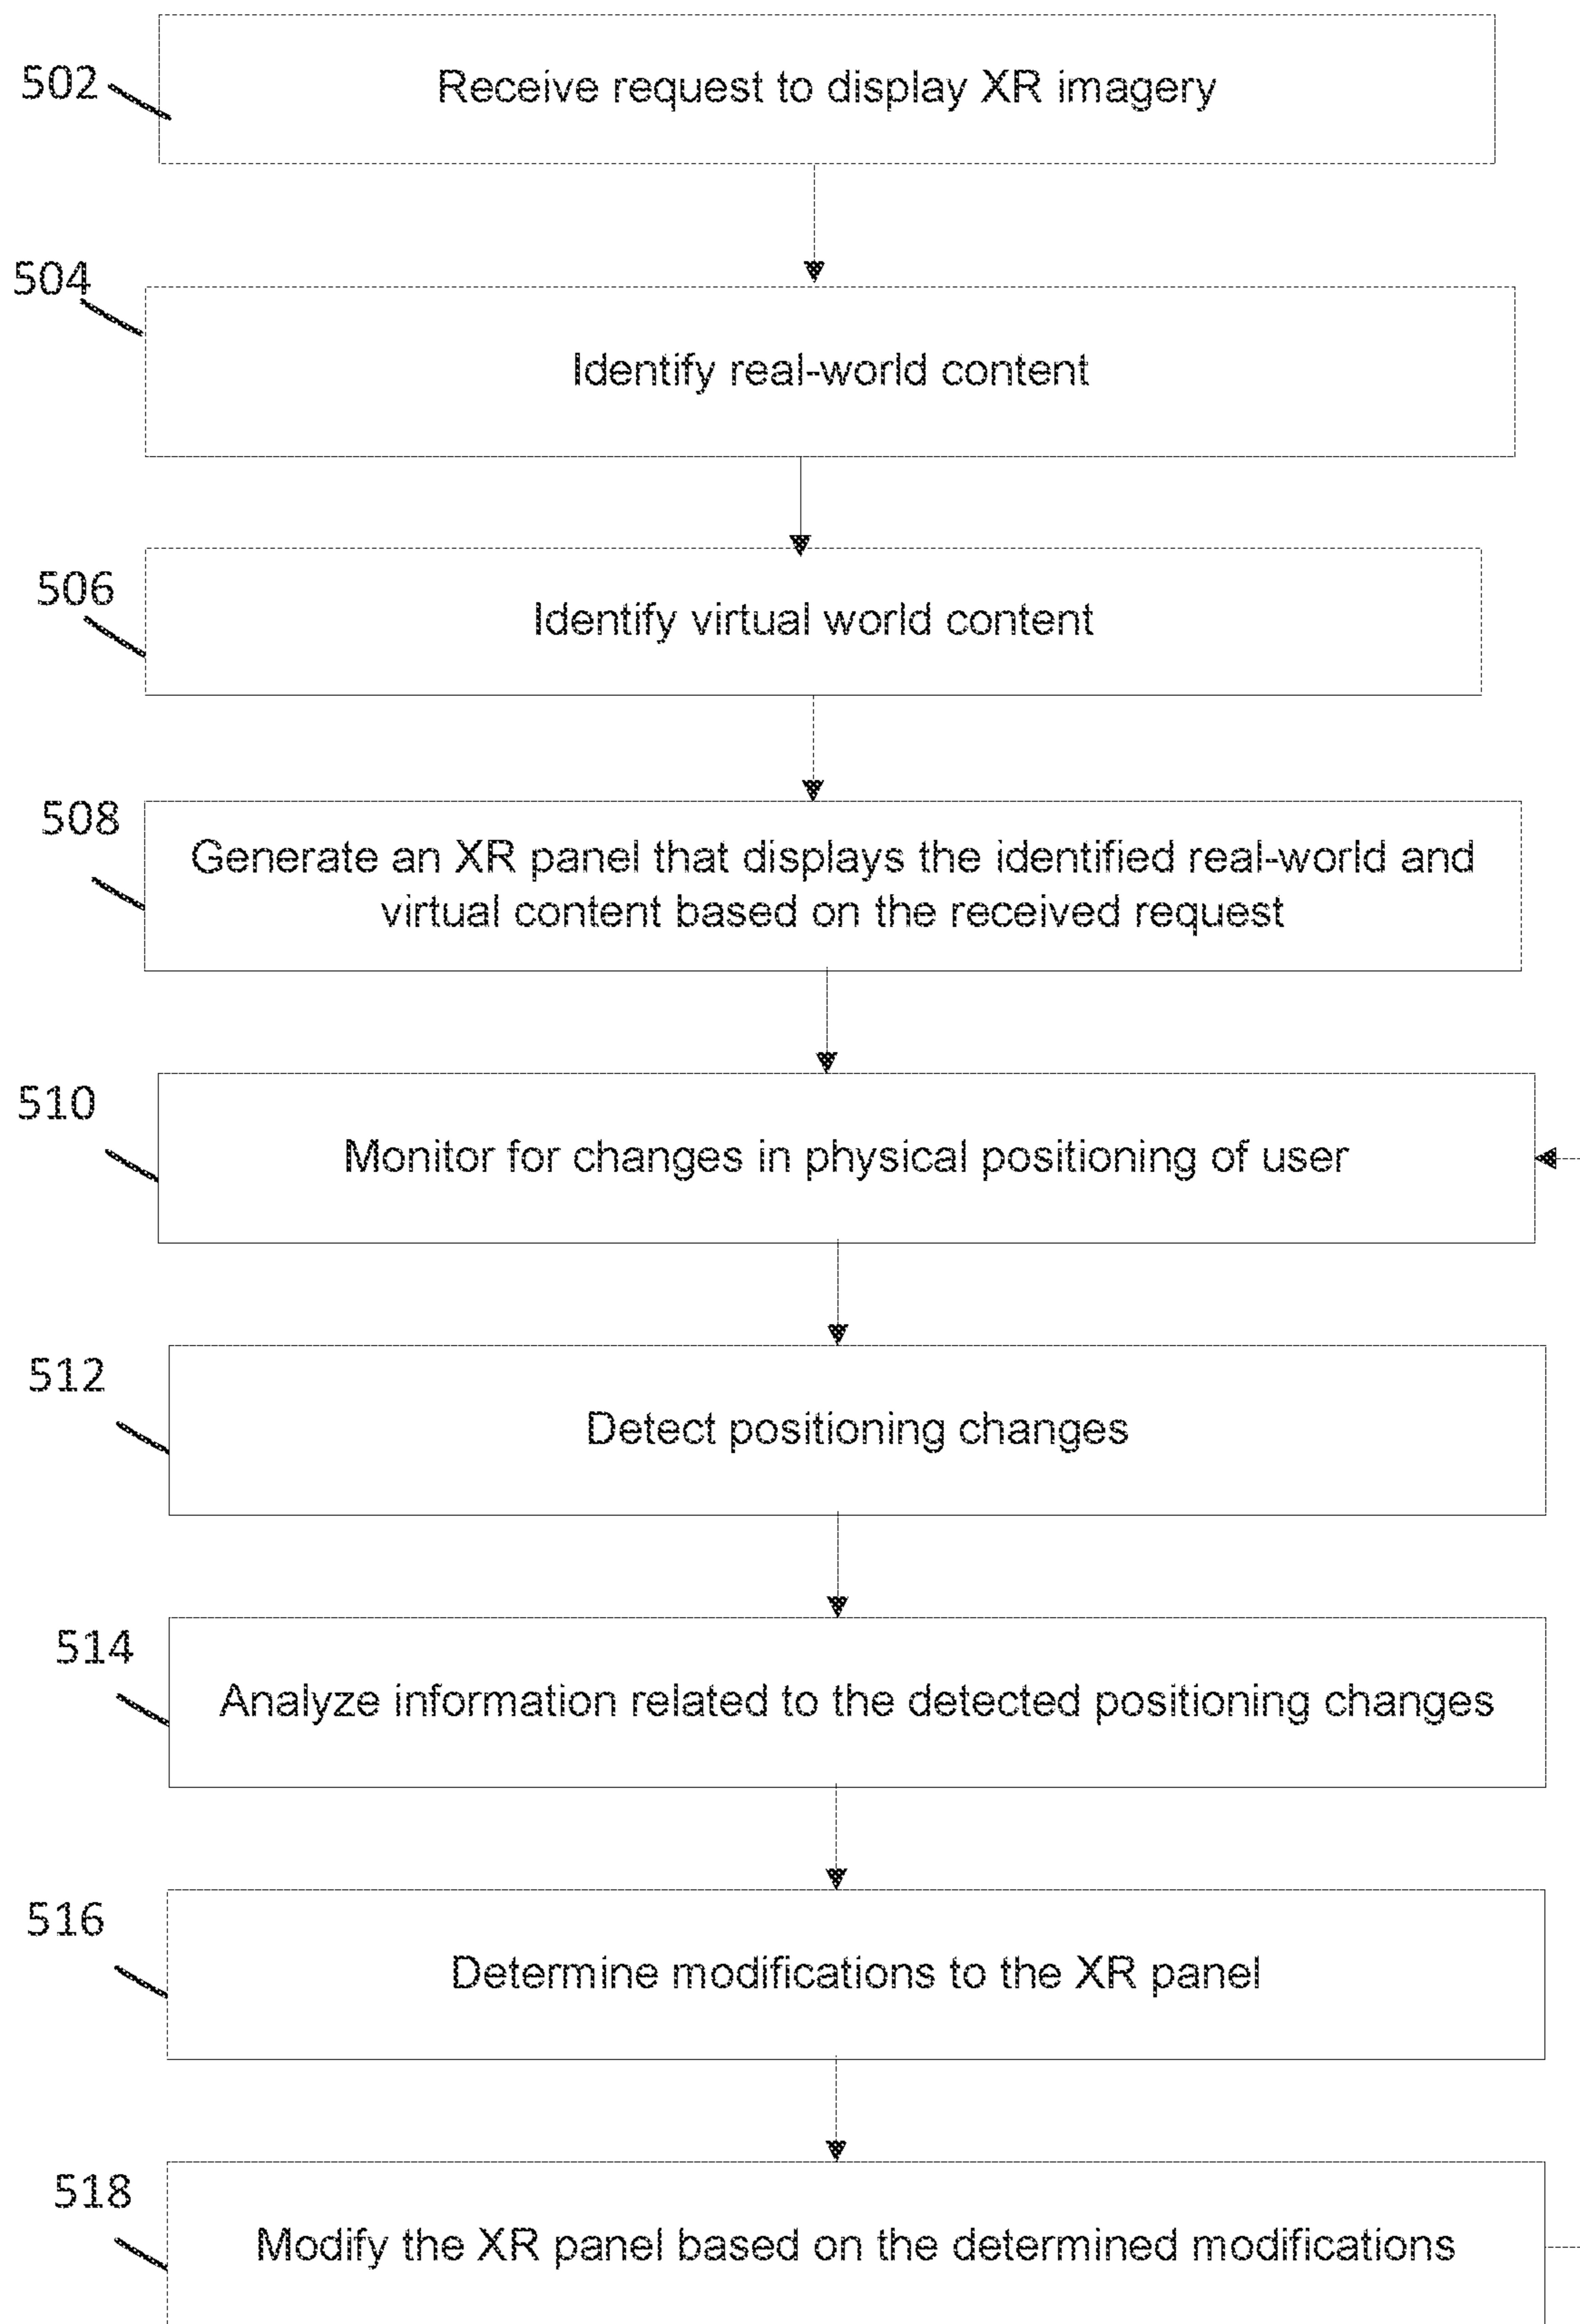 502
Receive request to display XR imagery
504
Identify real-world content
506
Identify virtual world content
508
Generate an XR panel that displays the identified real-world and
virtual content based on the received request
510
Monitor for changes in physical positioning of user
512
Detect positioning changes
514
Analyze information related to the detected positioning changes
516
Determine modifications to the XR panel
518
Modify the XR panel based on the determined modifications